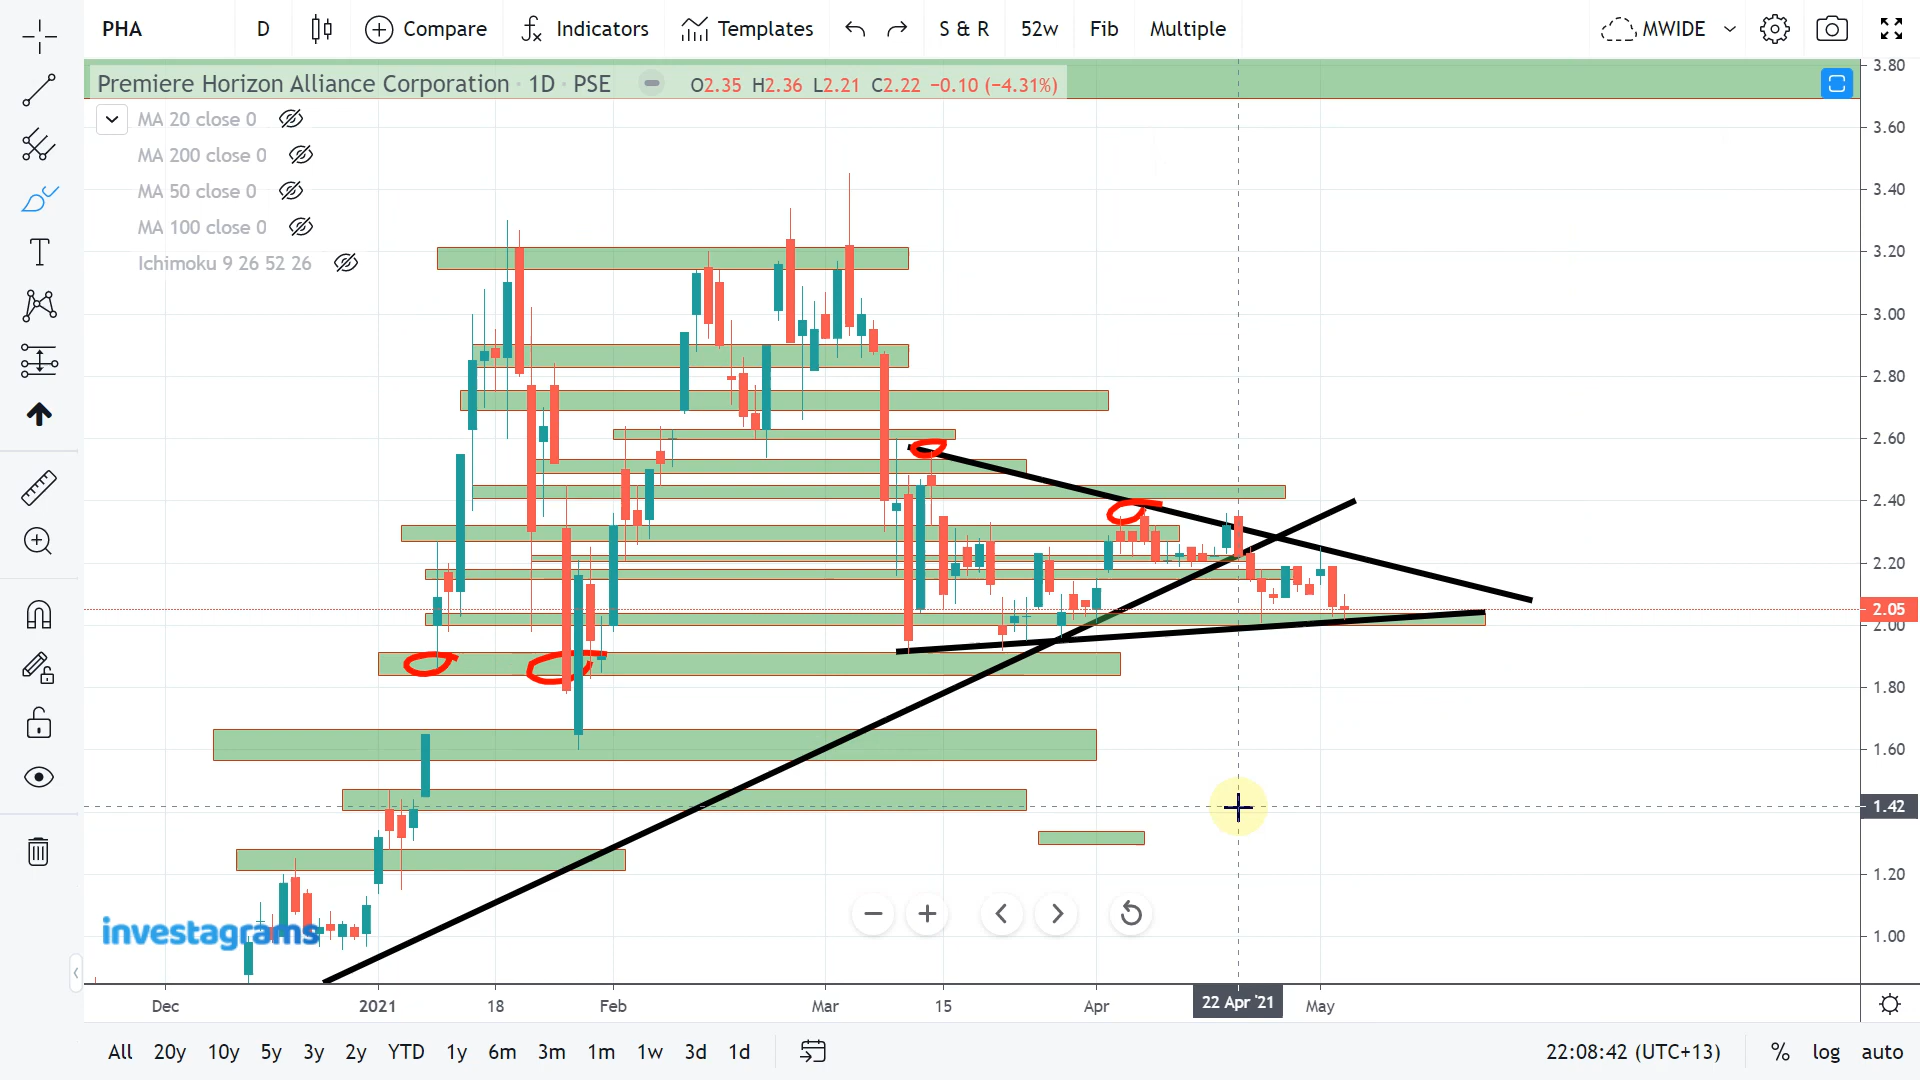 PHA D Compare Indicators Templates S & R 52w Fib Multiple MWIDE
Premiere Horizon Alliance Corporation · 1D · PSE O2.35 H2.36 L2.21 C2.22 −0.10 (−4.31%)
MA 20 close 0
MA 200 close 0
MA 50 close 0
MA 100 close 0
Ichimoku 9 26 52 26
3.80
3.60
3.40
3.20
3.00
2.80
2.60
2.40
2.20
2.05
2.00
1.80
1.60
1.42
1.20
1.00
investagrams
Dec 2021 18 Feb Mar 15 Apr 22 Apr '21 May
All 20y 10y 5y 3y 2y YTD 1y 6m 3m 1m 1w 3d 1d 22:08:42 (UTC+13) % log auto